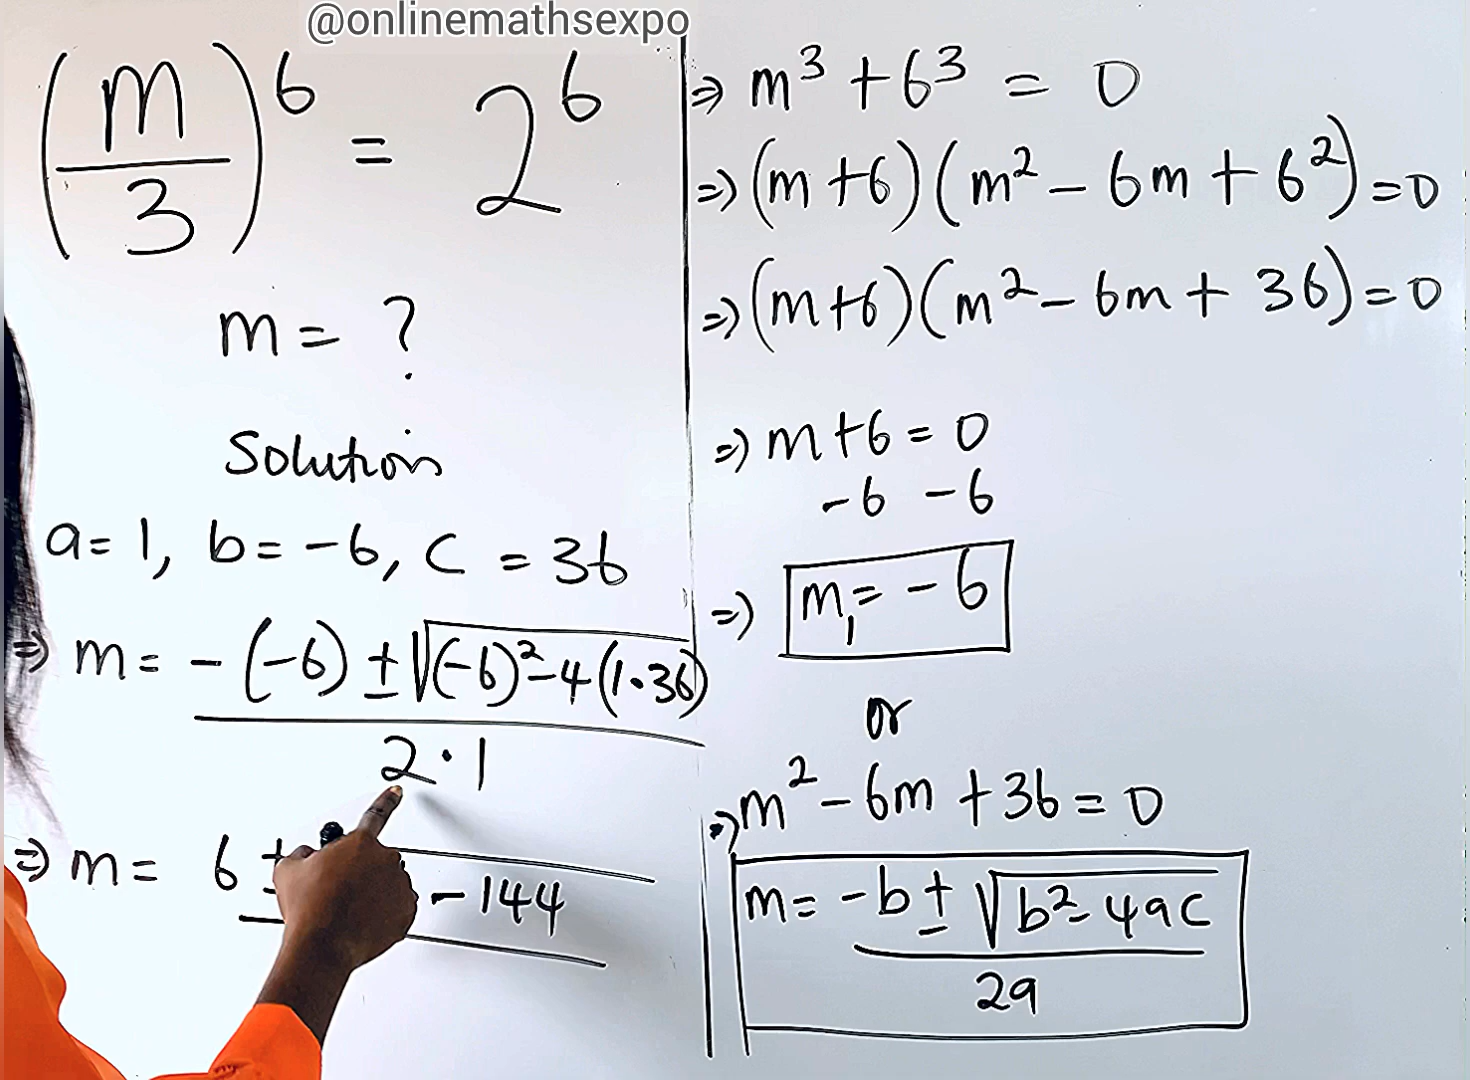 @onlinemathsexpo
(m/3)^6 = 2^6
m = ?
Solution
a = 1, b = -6, c = 36
⇒ m = -(-6) ± √((-6)² - 4(1·36)) / 2·1
⇒ m = 6 ± - 144
⇒ m³ + 6³ = 0
⇒ (m + 6)(m² - 6m + 6²) = 0
⇒ (m + 6)(m² - 6m + 36) = 0
⇒ m + 6 = 0
-6 -6
⇒ m₁ = -6
or
⇒ m² - 6m + 36 = 0
m = -b ± √(b² - 4ac) / 2a